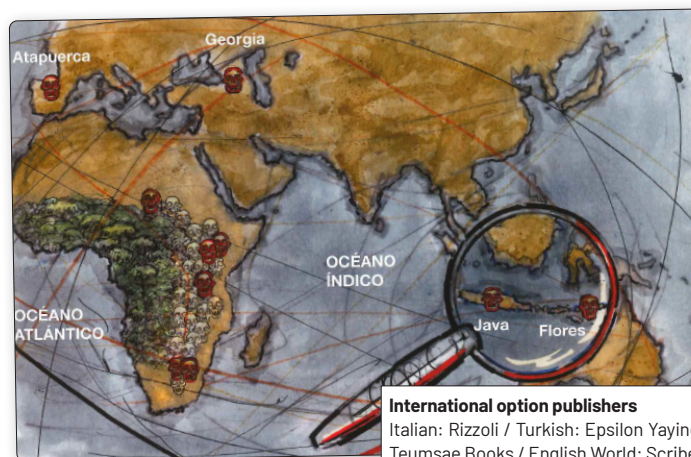 Georgia
Atapuerca
OCÉANO
ÍNDICO
OCÉANO
ATLÁNTICO
Java
Flores
International option publishers
Italian: Rizzoli / Turkish: Epsilon
Teumsae Books / English World: Scribe